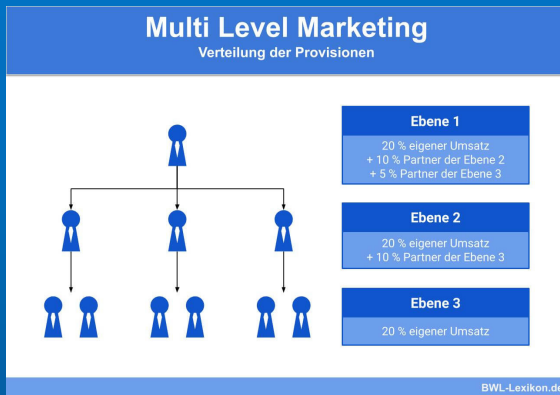 Multi Level Marketing
Verteilung der Provisionen
Ebene 1
20 % eigener Umsatz
+ 10 % Partner der Ebene 2
+ 5 % Partner der Ebene 3
Ebene 2
20 % eigener Umsatz
+ 10 % Partner der Ebene 3
Ebene 3
20 % eigener Umsatz
BWL-Lexikon.de